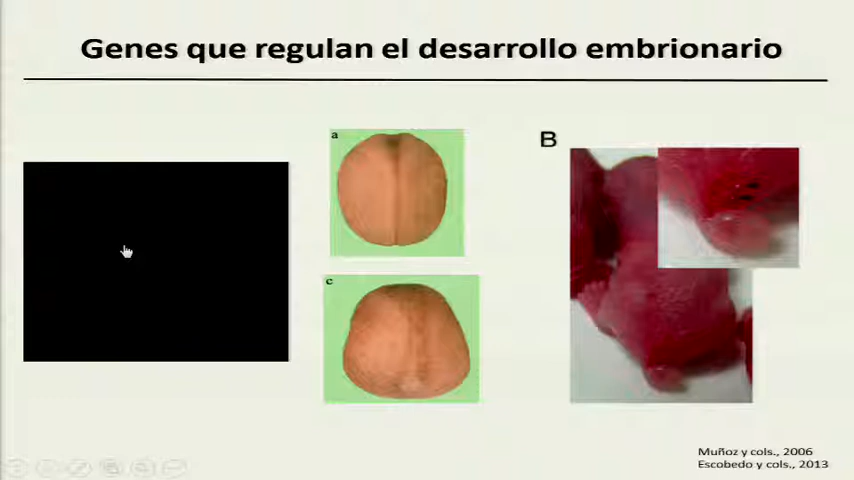 Genes que regulan el desarrollo embrionario
a
B
c
Muñoz y cols., 2006
Escobedo y cols., 2013